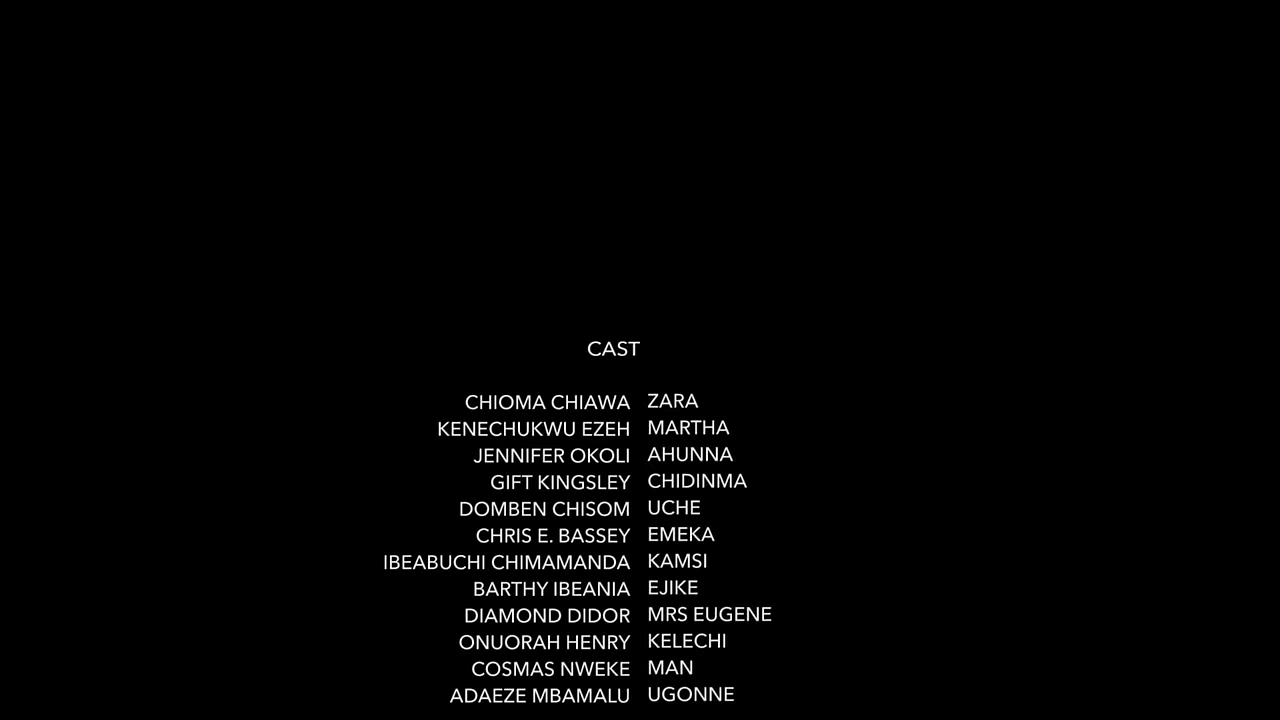 CAST
CHIOMA CHIAWA ZARA
KENECHUKWU EZEH MARTHA
JENNIFER OKOLI AHUNNA
GIFT KINGSLEY CHIDINMA
DOMBEN CHISOM UCHE
CHRIS E. BASSEY EMEKA
IBEABUCHI CHIMAMANDA KAMSI
BARTHY IBEANIA EJIKE
DIAMOND DIDOR MRS EUGENE
ONUORAH HENRY KELECHI
COSMAS NWEKE MAN
ADAEZE MBAMALU UGONNE